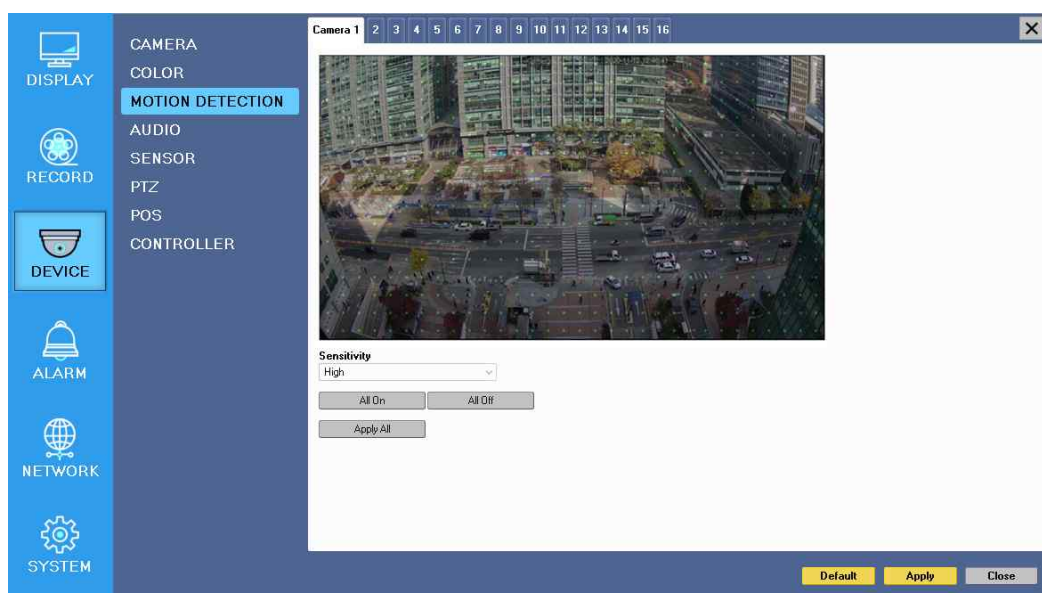 DISPLAY
RECORD
DEVICE
ALARM
NETWORK
SYSTEM
CAMERA
COLOR
MOTION DETECTION
AUDIO
SENSOR
PTZ
POS
CONTROLLER
Camera 1 2 3 4 5 6 7 8 9 10 11 12 13 14 15 16
Sensitivity
High
All On All Off
Apply All
Default Apply Close